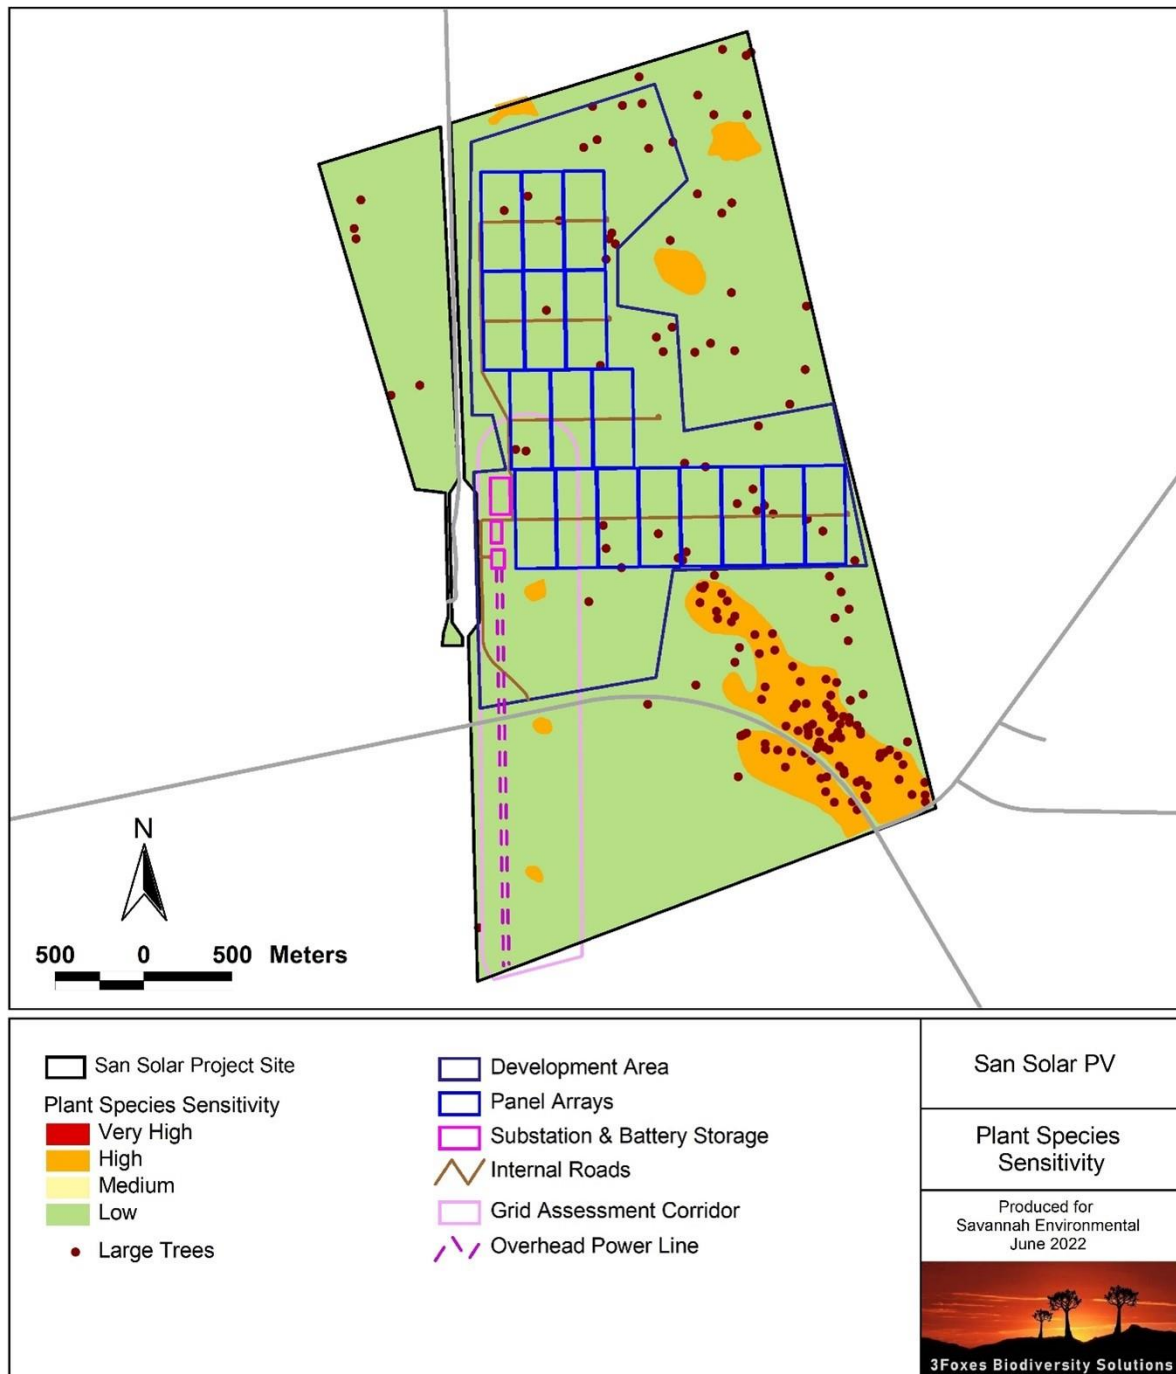 N
500 0 500 Meters
San Solar Project Site
Plant Species Sensitivity
Very High
High
Medium
Low
Large Trees
Development Area
Panel Arrays
Substation & Battery Storage
Internal Roads
Grid Assessment Corridor
Overhead Power Line
San Solar PV
Plant Species
Sensitivity
Produced for
Savannah Environmental
June 2022
3Foxes Biodiversity Solutions